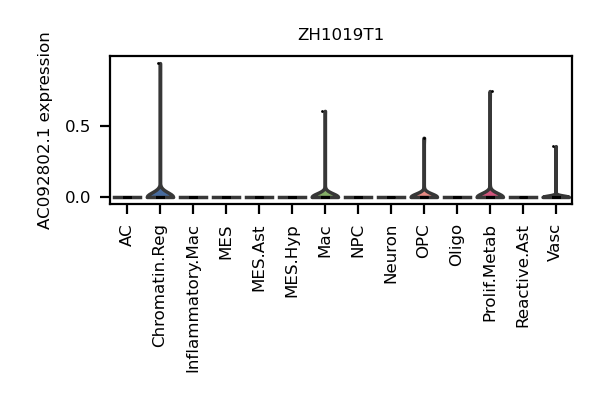 ZH1019T1
AC092802.1 expression
0.5
0.0
AC
Chromatin.Reg
Inflammatory.Mac
MES
MES.Ast
MES.Hyp
Mac
NPC
Neuron
OPC
Oligo
Prolif.Metab
Reactive.Ast
Vasc